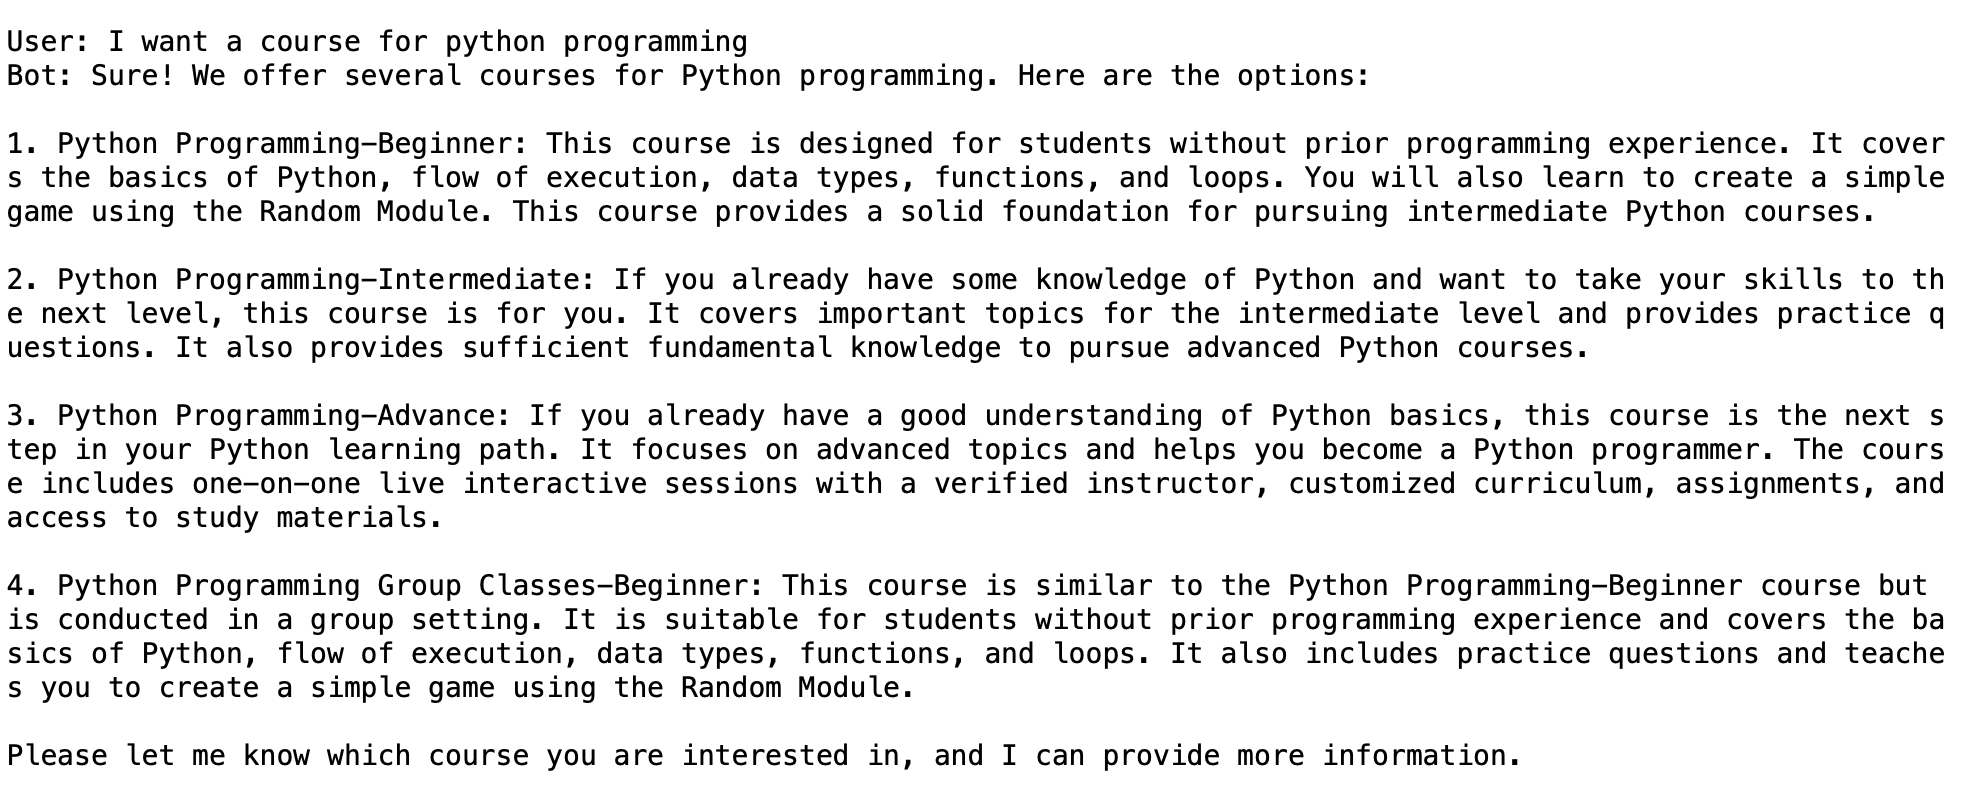 User: I want a course for python programming
Bot: Sure! We offer several courses for Python programming. Here are the options:
1. Python Programming-Beginner: This course is designed for students without prior programming experience. It cover
s the basics of Python, flow of execution, data types, functions, and loops. You will also learn to create a simple
game using the Random Module. This course provides a solid foundation for pursuing intermediate Python courses.
2. Python Programming-Intermediate: If you already have some knowledge of Python and want to take your skills to th
e next level, this course is for you. It covers important topics for the intermediate level and provides practice q
uestions. It also provides sufficient fundamental knowledge to pursue advanced Python courses.
3. Python Programming-Advance: If you already have a good understanding of Python basics, this course is the next s
tep in your Python learning path. It focuses on advanced topics and helps you become a Python programmer. The cours
e includes one-on-one live interactive sessions with a verified instructor, customized curriculum, assignments, and
access to study materials.
4. Python Programming Group Classes-Beginner: This course is similar to the Python Programming-Beginner course but
is conducted in a group setting. It is suitable for students without prior programming experience and covers the ba
sics of Python, flow of execution, data types, functions, and loops. It also includes practice questions and teache
s you to create a simple game using the Random Module.
Please let me know which course you are interested in, and I can provide more information.